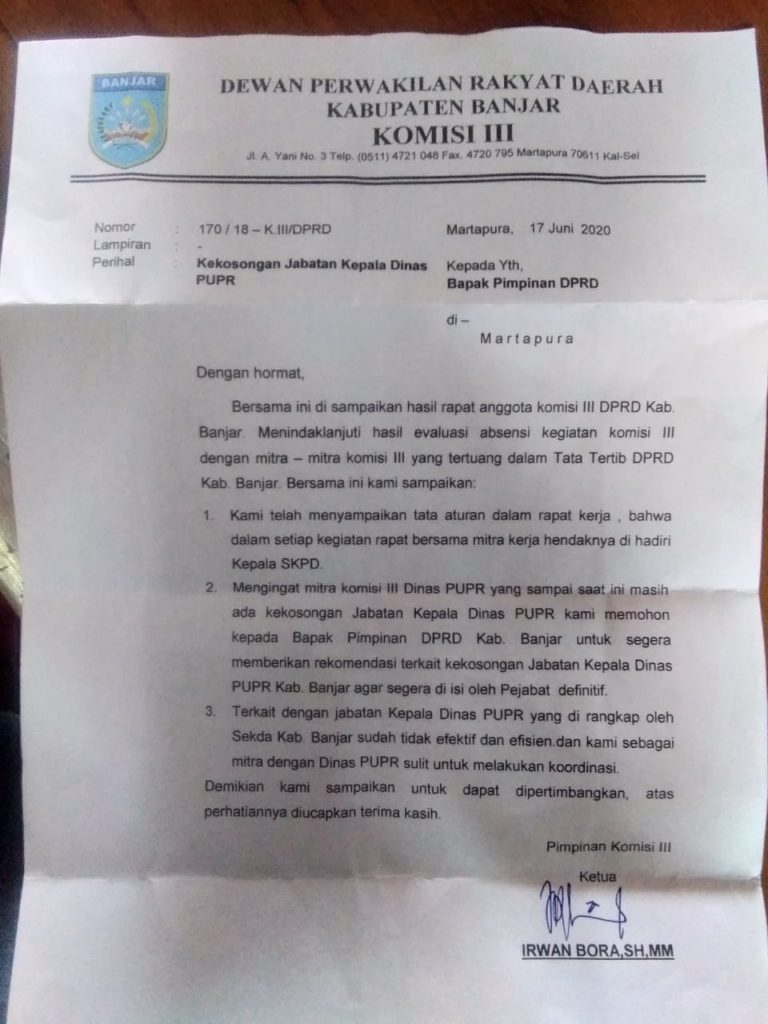 BANJAR
DEWAN PERWAKILAN RAKYAT DAERAH
KABUPATEN BANJAR
KOMISI III
Jl. A. Yani No. 3 Telp. (0511) 4721 048 Fax. 4720 795 Martapura 70611 Kal-Sel
Nomor : 170 / 18 – K.III/DPRD
Lampiran : -
Perihal : Kekosongan Jabatan Kepala Dinas
PUPR
Martapura, 17 Juni 2020
Kepada Yth,
Bapak Pimpinan DPRD
di –
Martapura
Dengan hormat,
Bersama ini di sampaikan hasil rapat anggota komisi III DPRD Kab.
Banjar. Menindaklanjuti hasil evaluasi absensi kegiatan komisi III
dengan mitra – mitra komisi III yang tertuang dalam Tata Tertib DPRD
Kab. Banjar. Bersama ini kami sampaikan:
1. Kami telah menyampaikan tata aturan dalam rapat kerja , bahwa
dalam setiap kegiatan rapat bersama mitra kerja hendaknya di hadiri
Kepala SKPD.
2. Mengingat mitra komisi III Dinas PUPR yang sampai saat ini masih
ada kekosongan Jabatan Kepala Dinas PUPR kami memohon
kepada Bapak Pimpinan DPRD Kab. Banjar untuk segera
memberikan rekomendasi terkait kekosongan Jabatan Kepala Dinas
PUPR Kab. Banjar agar segera di isi oleh Pejabat definitif.
3. Terkait dengan jabatan Kepala Dinas PUPR yang di rangkap oleh
Sekda Kab. Banjar sudah tidak efektif dan efisien.dan kami sebagai
mitra dengan Dinas PUPR sulit untuk melakukan koordinasi.
Demikian kami sampaikan untuk dapat dipertimbangkan, atas
perhatiannya diucapkan terima kasih.
Pimpinan Komisi III
Ketua
IRWAN BORA,SH,MM